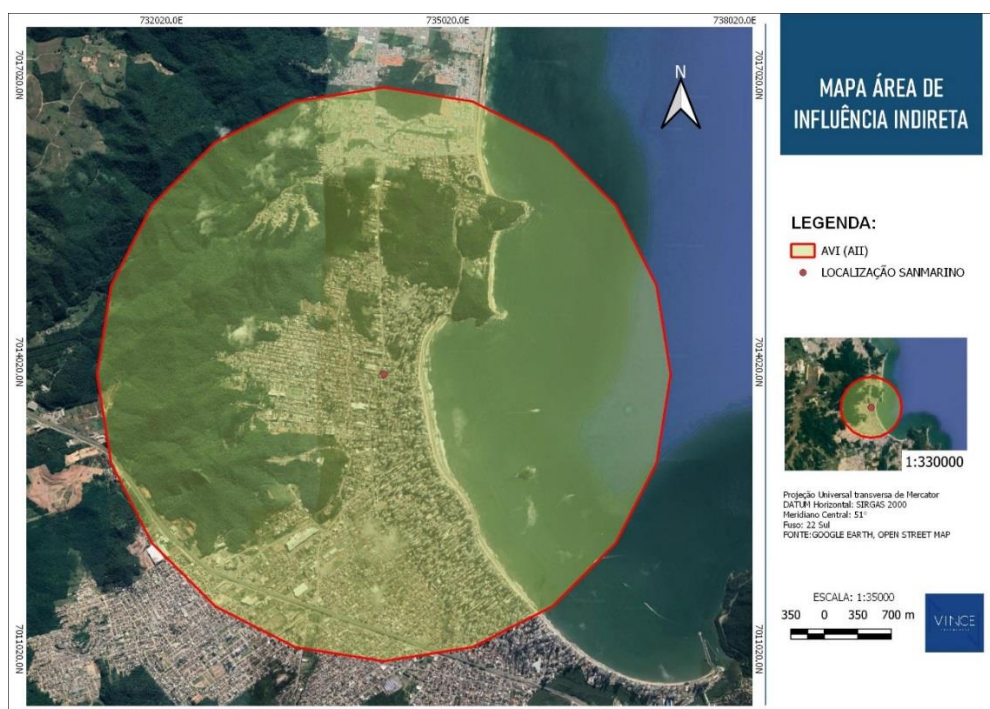 732020.0E 735020.0E 738020.0E
7017020.0N 7017020.0N
7014020.0N 7014020.0N
7011020.0N 7011020.0N
N
MAPA ÁREA DE
INFLUÊNCIA INDIRETA
LEGENDA:
AVI (AII)
LOCALIZAÇÃO SANMARINO
1:330000
Projeção Universal transversa de Mercator
DATUM Horizontal: SIRGAS 2000
Meridiano Central: 51°
Fuso: 22 Sul
FONTE:GOOGLE EARTH, OPEN STREET MAP
ESCALA: 1:35000
350 0 350 700 m
VINCE